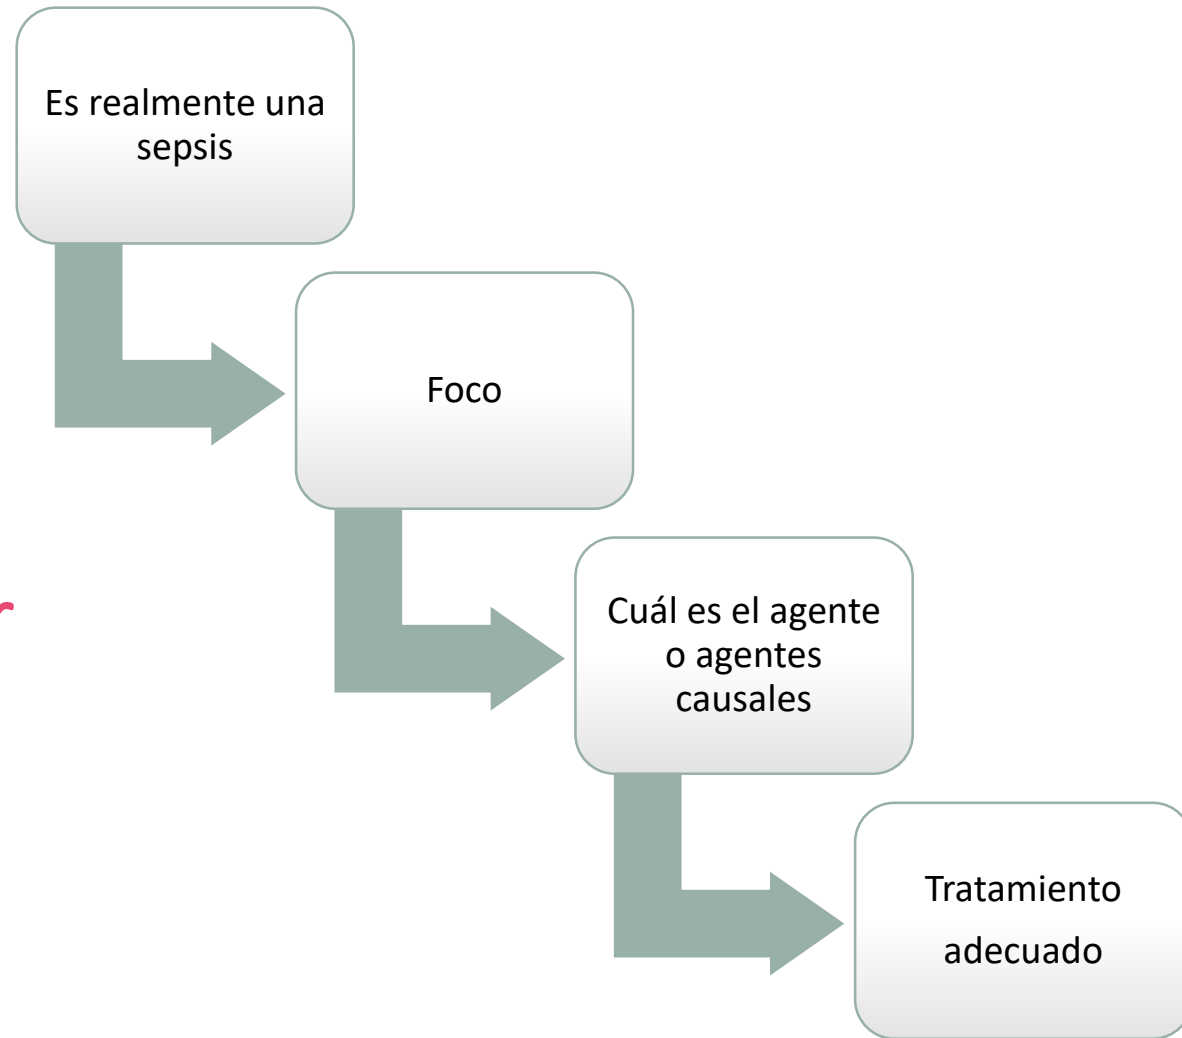 Es realmente una
sepsis
Foco
Cuál es el agente
o agentes
causales
Tratamiento
adecuado